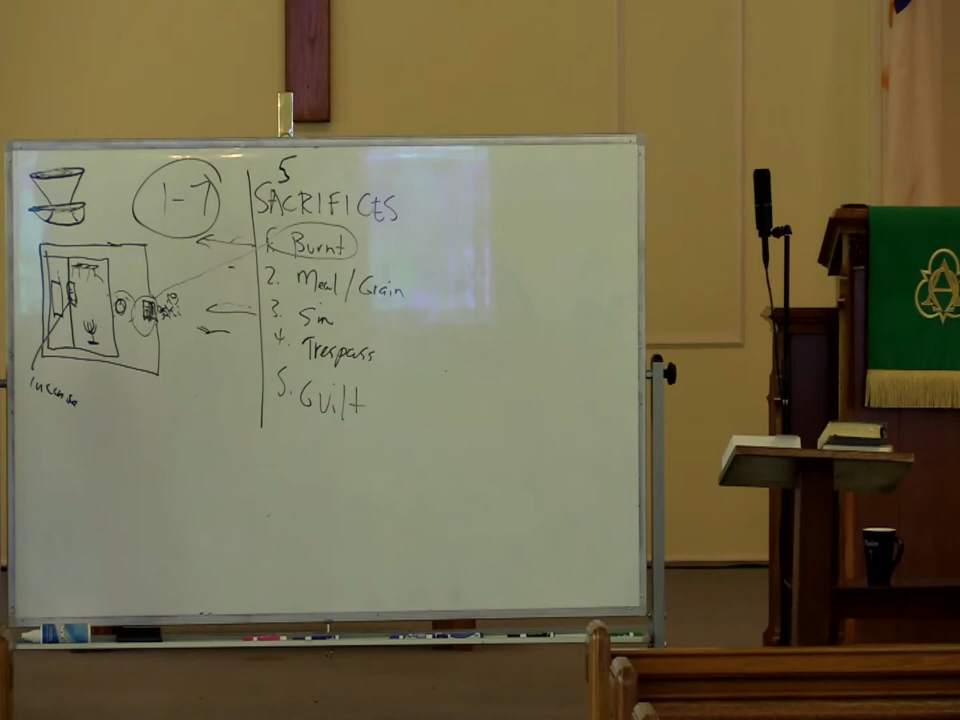 1-7
5
SACRIFICES
1. Burnt
2. Meal/Grain
3. Sin
4. Trespass
5. Guilt
incense